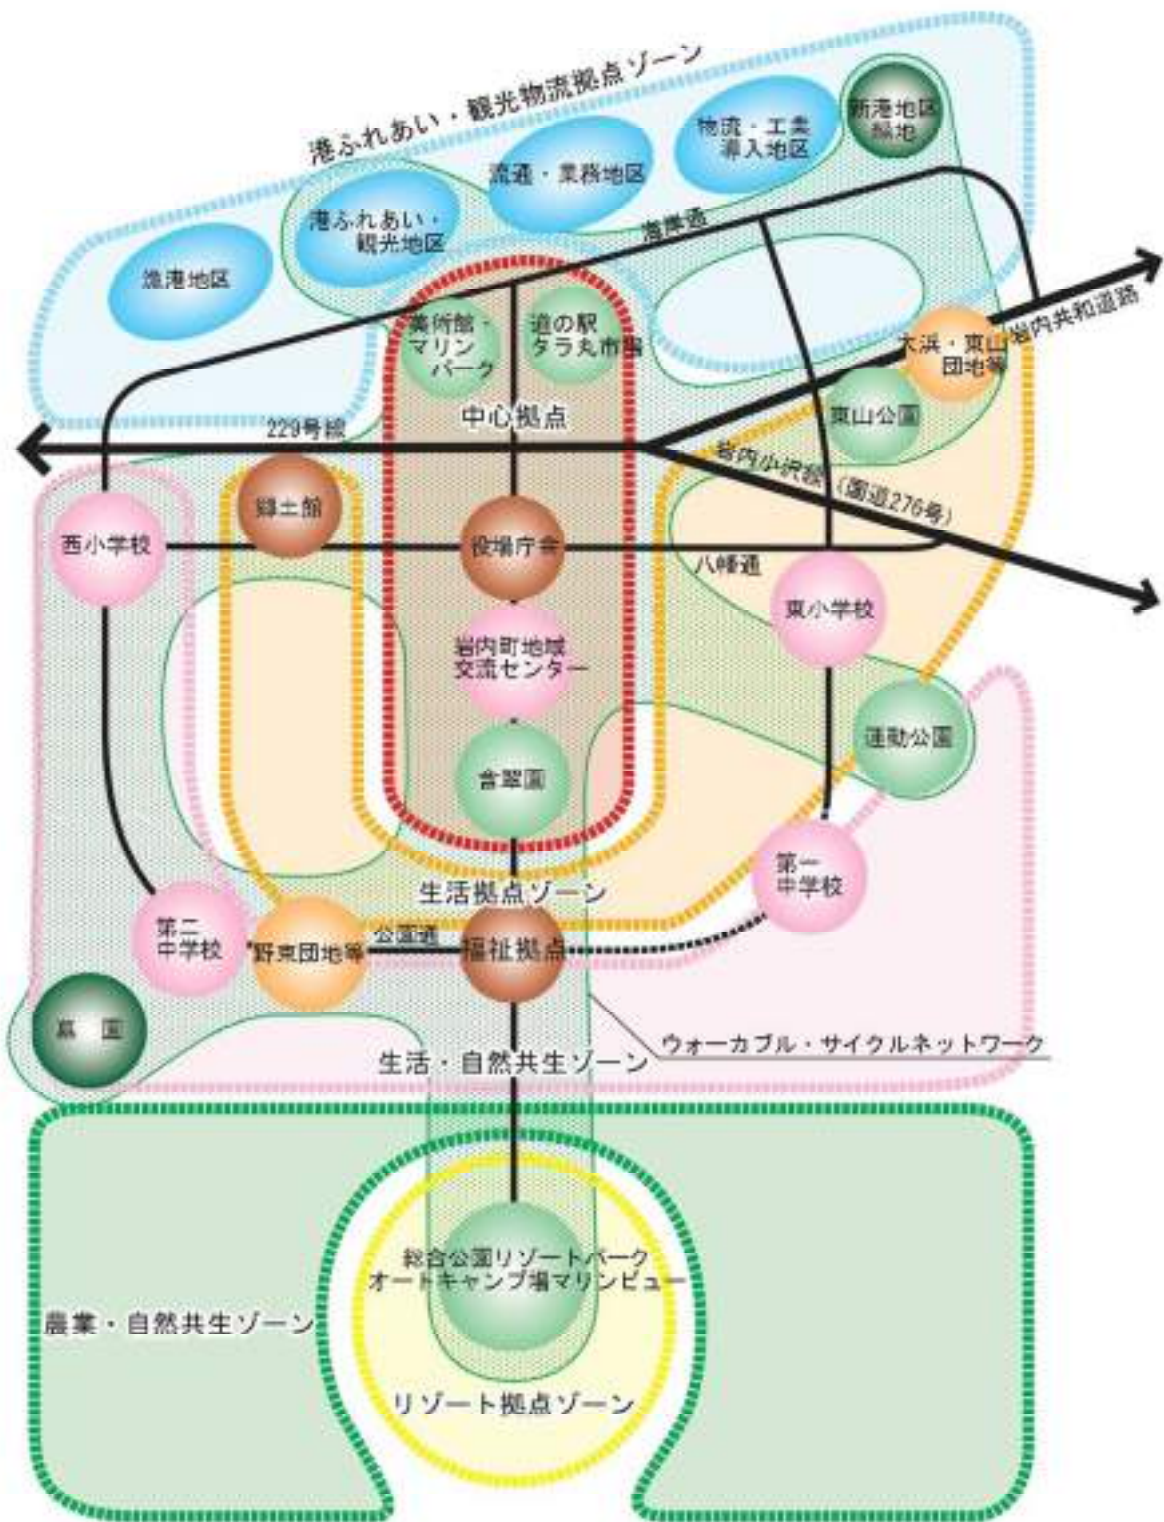 港ふれあい・観光物流拠点ゾーン
新港地区
緑地
物流・工業
導入地区
流通・業務地区
港ふれあい・
観光地区
漁港地区
海岸通
岩内共和道路
美術館・
マリン
パーク
道の駅
タラ丸市場
大浜・東山
団地等
東山公園
中心拠点
229号線
岩内小沢線（国道276号）
郷土館
西小学校
役場庁舎
八幡通
東小学校
岩内町地域
交流センター
運動公園
含翠園
第一
中学校
生活拠点ゾーン
第二
中学校
野束団地等
公園通
福祉拠点
墓　園
ウォーカブル・サイクルネットワーク
生活・自然共生ゾーン
総合公園リゾートパーク
オートキャンプ場マリンビュー
農業・自然共生ゾーン
リゾート拠点ゾーン